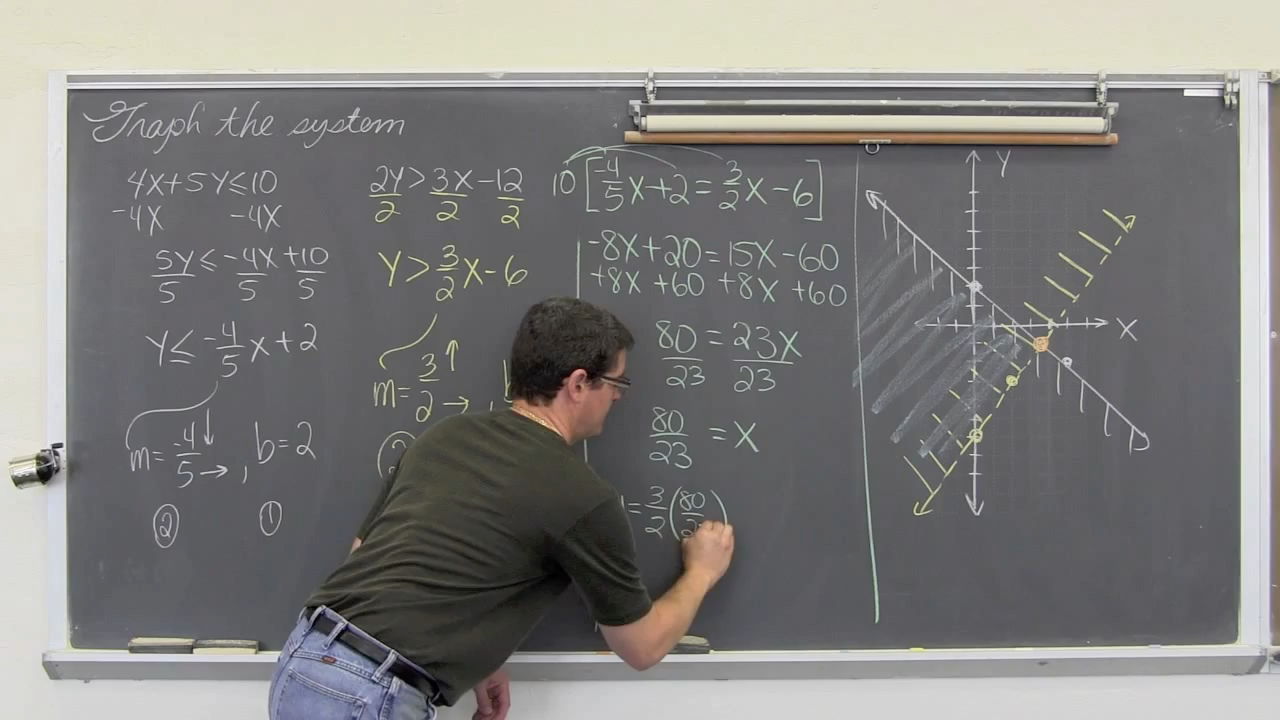 Graph the system
4x+5y≤10
-4x -4x
5y/5 ≤ -4x/5 + 10/5
y ≤ -4/5 x + 2
m = -4↓/5→ , b = 2
② ①
2y/2 > 3x/2 - 12/2
y > 3/2 x - 6
m = 3↑/2→
10 [-4/5 x + 2 = 3/2 x - 6]
-8x+20 = 15x-60
+8x +60 +8x +60
80/23 = 23x/23
80/23 = x
= 3/2 (80/2 )
Y
X